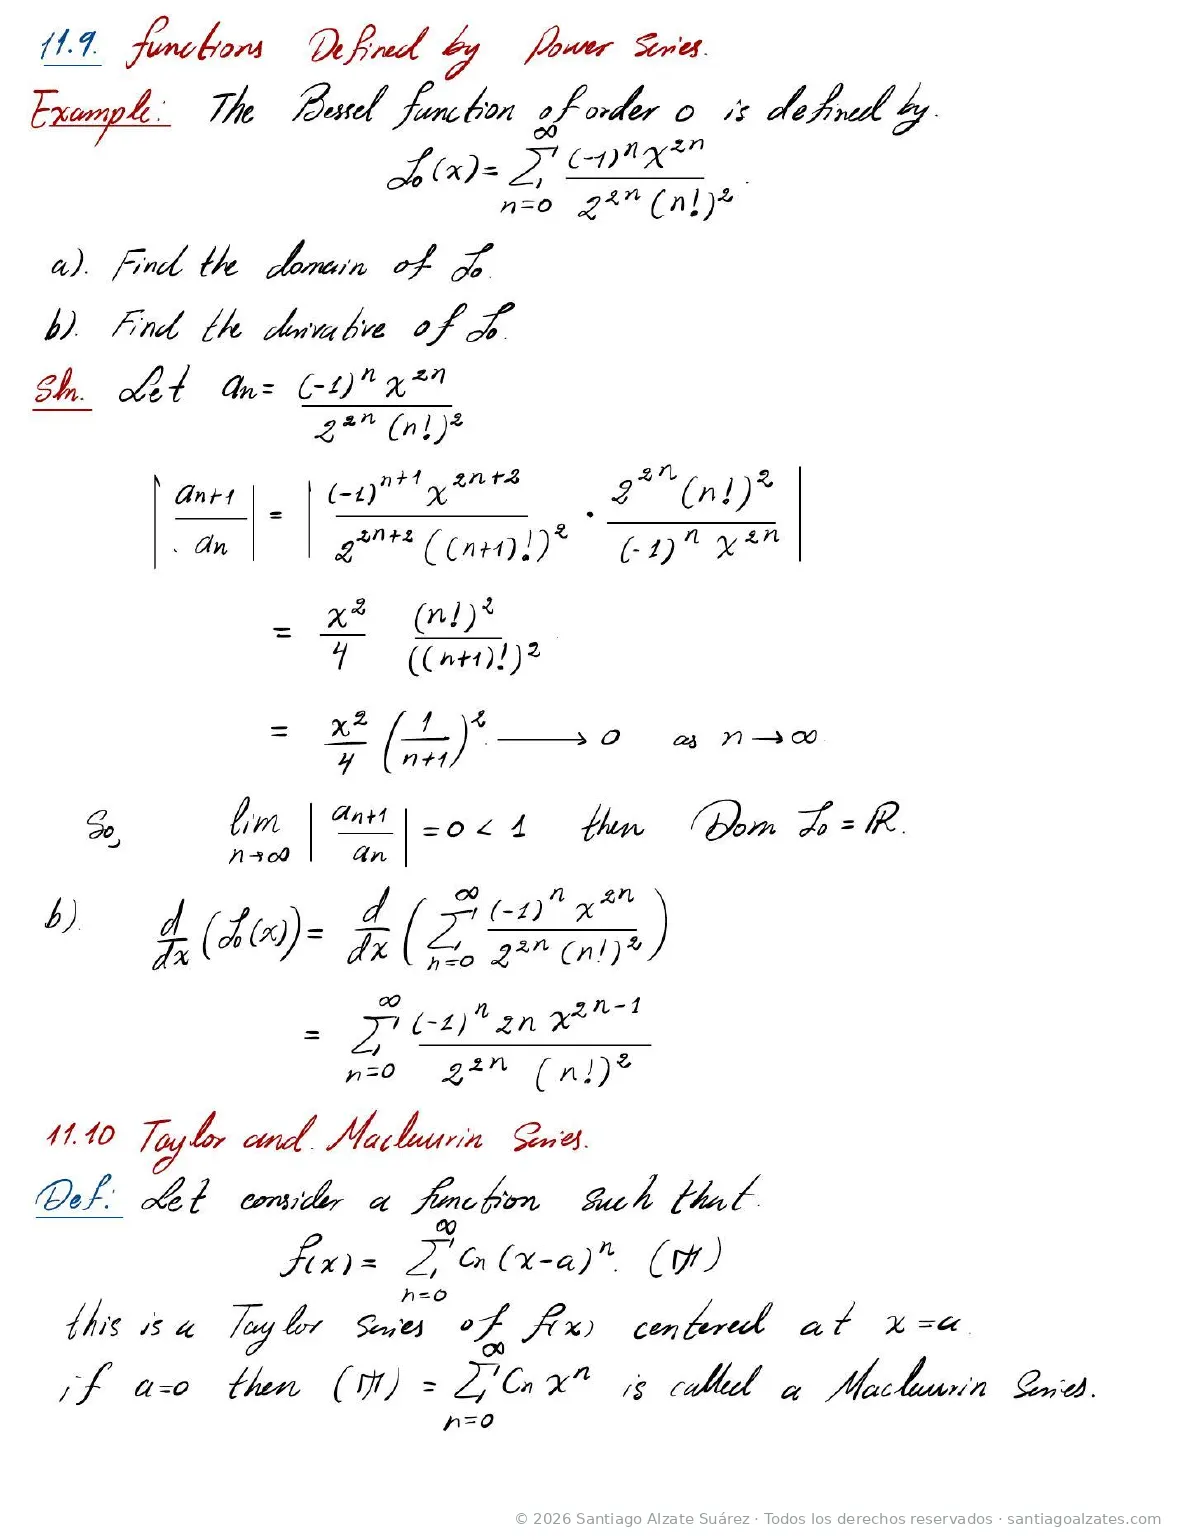 11.9. Functions Defined by Power Series.
Example: The Bessel function of order 0 is defined by.
J₀(x) = ∑_{n=0}^{∞} (-1)ⁿ x²ⁿ / 2²ⁿ (n!)².
a). Find the domain of J₀.
b). Find the derivative of J₀.
Sln. Let aₙ = (-1)ⁿ x²ⁿ / 2²ⁿ (n!)²
| aₙ₊₁ / aₙ | = | (-1)ⁿ⁺¹ x²ⁿ⁺² / 2²ⁿ⁺² ((n+1)!)² · 2²ⁿ (n!)² / (-1)ⁿ x²ⁿ |
= x²/4 (n!)² / ((n+1)!)²
= x²/4 (1/(n+1))² ⟶ 0 as n → ∞.
So, lim_{n→∞} | aₙ₊₁ / aₙ | = 0 < 1 then Dom J₀ = ℝ.
b). d/dx (J₀(x)) = d/dx ( ∑_{n=0}^{∞} (-1)ⁿ x²ⁿ / 2²ⁿ (n!)² )
= ∑_{n=0}^{∞} (-1)ⁿ 2n x²ⁿ⁻¹ / 2²ⁿ (n!)²
11.10 Taylor and Maclaurin Series.
Def: Let consider a function such that.
f(x) = ∑_{n=0}^{∞} Cₙ (x-a)ⁿ. (♯)
this is a Taylor series of f(x) centered at x = a.
if a=0 then (♯) = ∑_{n=0}^{∞} Cₙ xⁿ is called a Maclaurin Series.
© 2026 Santiago Alzate Suárez · Todos los derechos reservados · santiagoalzates.com